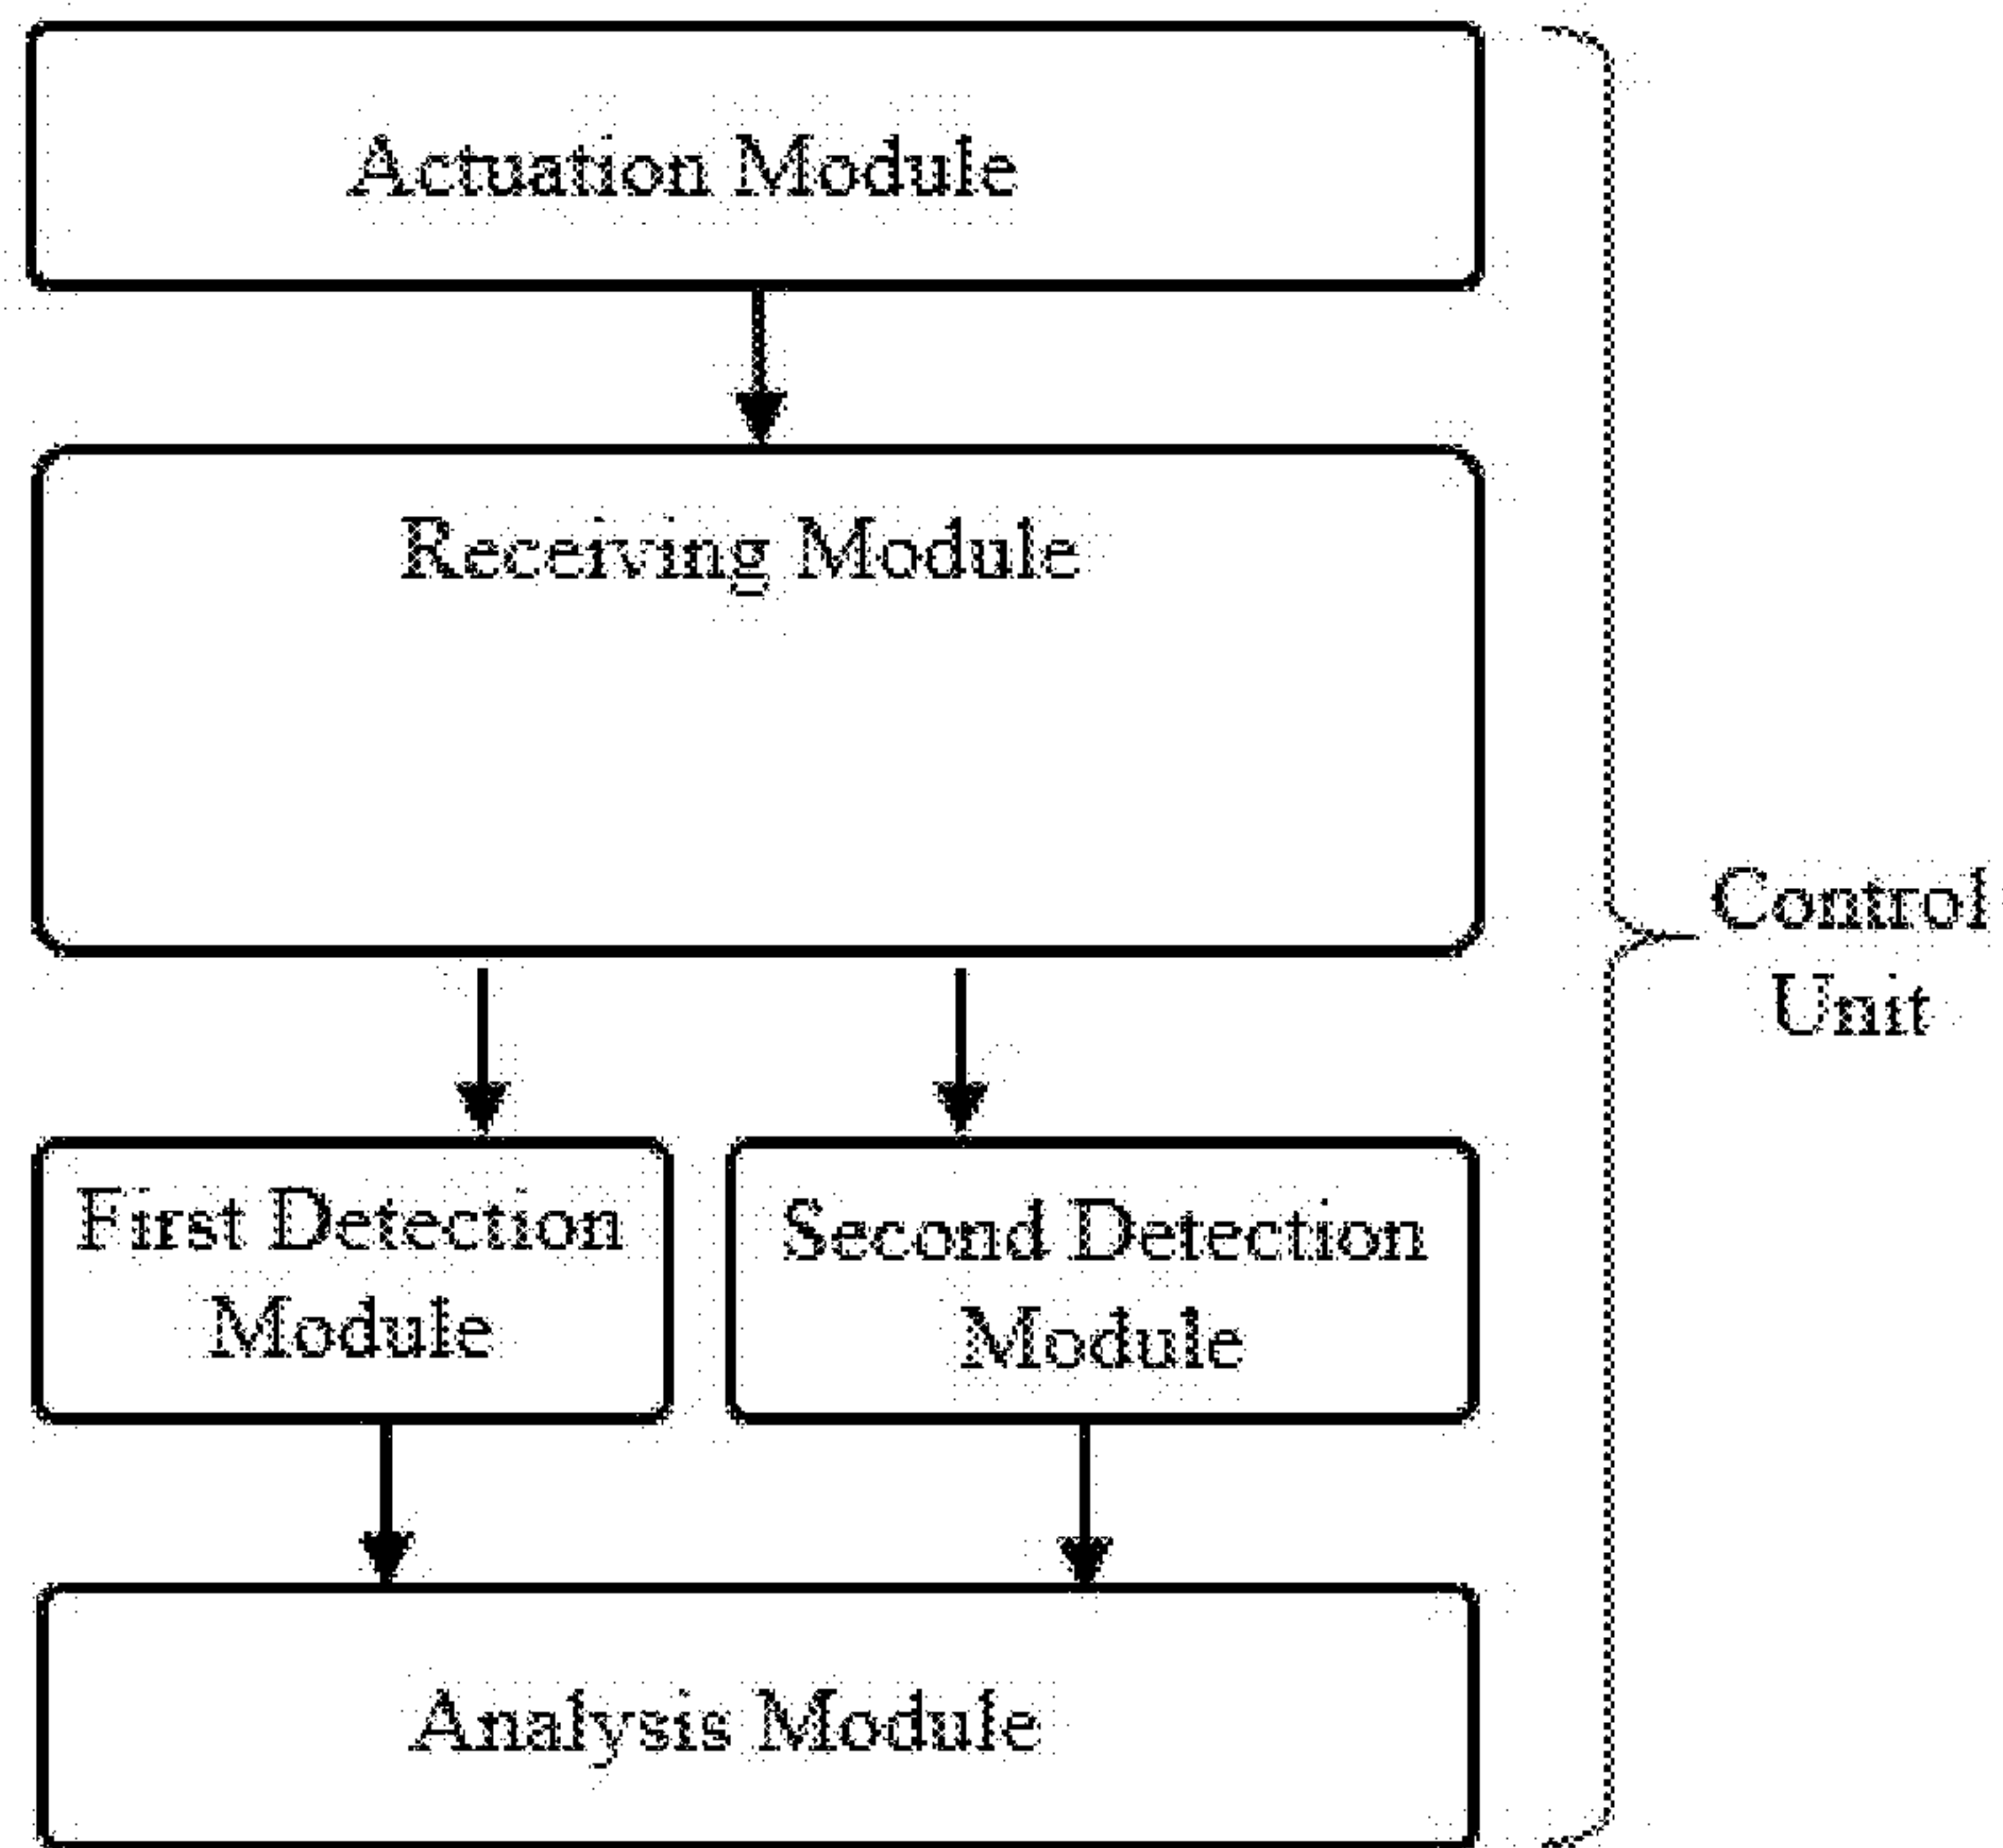 Actuation Module
Receiving Module
Control
Unit
First Detection
Module
Second Detection
Module
Analysis Module